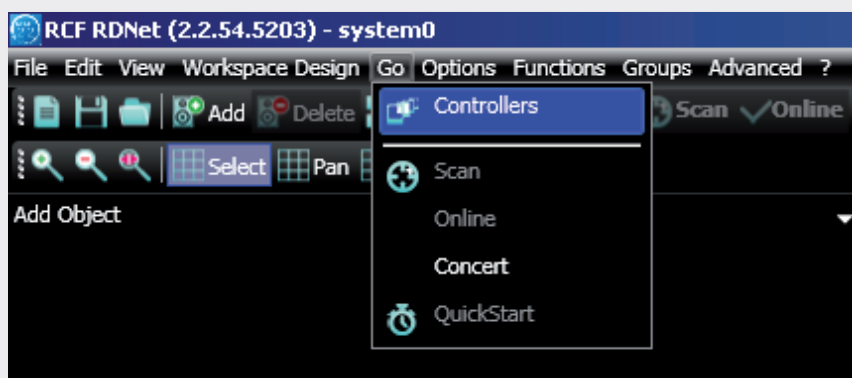 RCF RDNet (2.2.54.5203) - system0
File Edit View Workspace Design Go Options Functions Groups Advanced ?
Add Delete Scan Online
Controllers
Select Pan
Scan
Add Object
Online
Concert
QuickStart